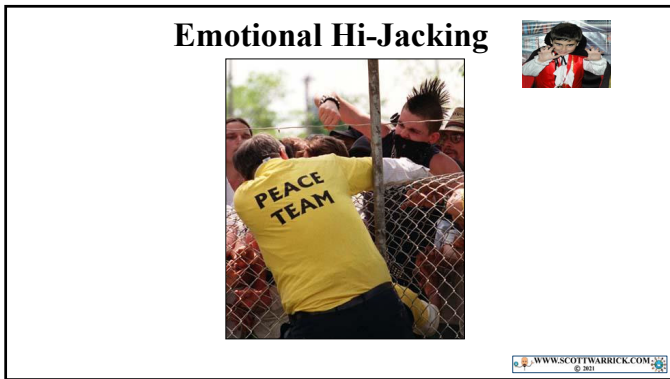 Emotional Hi-Jacking
PEACE
TEAM
WWW.SCOTTWARRICK.COM
© 2021